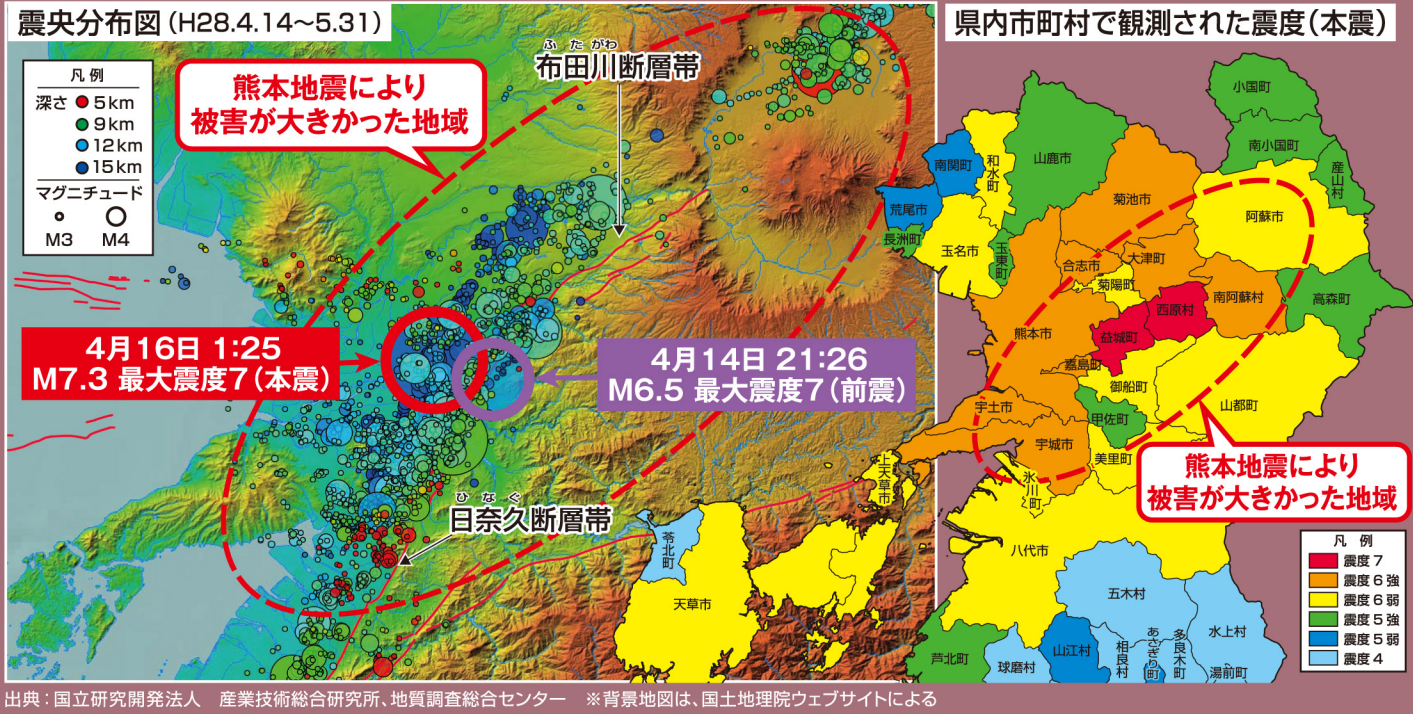 震央分布図(H28.4.14～5.31)
凡例
深さ 5km
9km
12km
15km
マグニチュード
M3 M4
熊本地震により
被害が大きかった地域
ふたがわ
布田川断層帯
4月16日 1:25
M7.3 最大震度7(本震)
4月14日 21:26
M6.5 最大震度7(前震)
ひなぐ
日奈久断層帯
県内市町村で観測された震度(本震)
小国町
南小国町
産山村
山鹿市
和水町
南関町
荒尾市
長洲町
玉名市
玉東町
菊池市
阿蘇市
合志市
大津町
菊陽町
西原村
南阿蘇村
高森町
熊本市
益城町
嘉島町
御船町
山都町
甲佐町
宇土市
宇城市
美里町
氷川町
上天草市
八代市
苓北町
天草市
五木村
水上村
芦北町
球磨村
山江村
相良村
あさぎり町
多良木町
湯前町
熊本地震により
被害が大きかった地域
凡例
震度7
震度6強
震度6弱
震度5強
震度5弱
震度4
出典：国立研究開発法人　産業技術総合研究所、地質調査総合センター　※背景地図は、国土地理院ウェブサイトによる